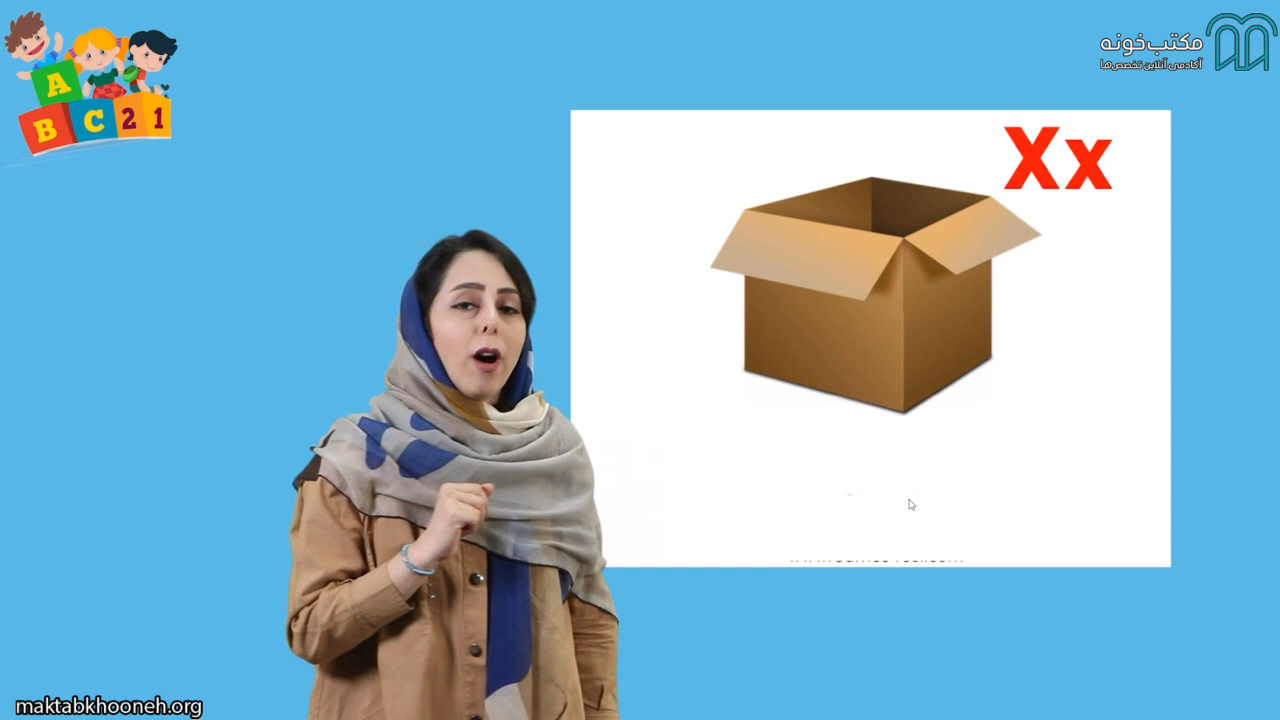 A
B C 2 1
مکتب‌خونه
آکادمی آنلاین تخصص‌ها
Xx
maktabkhooneh.org